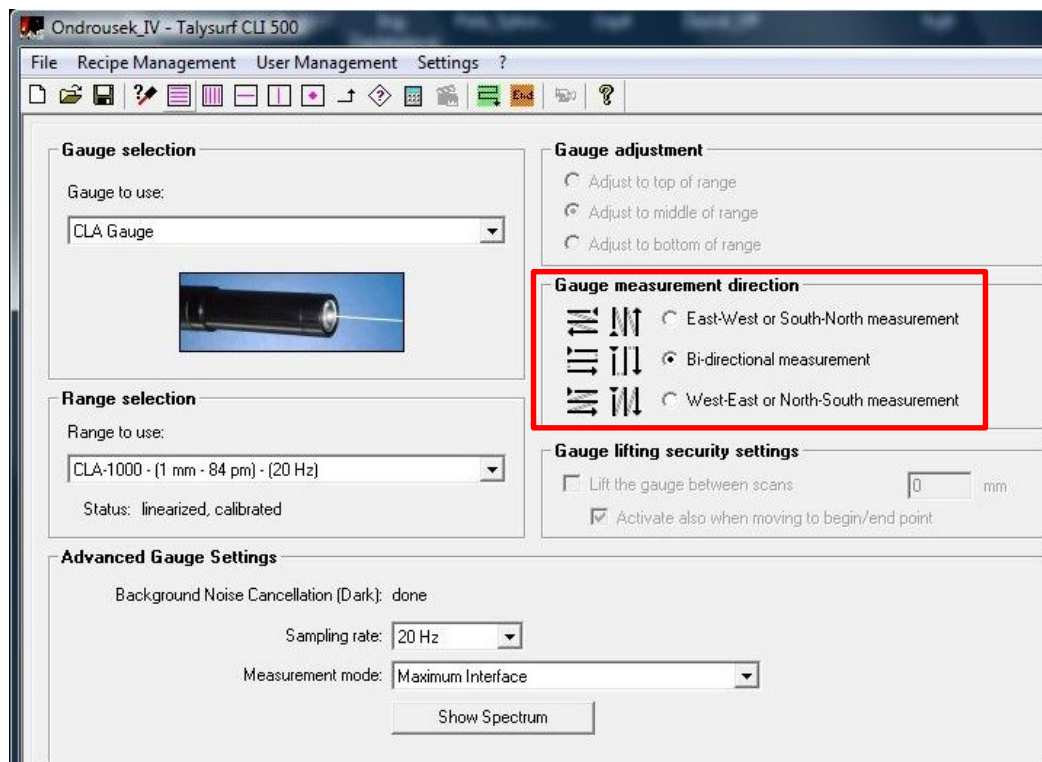 Ondrousek_IV - Talysurf CLI 500
File Recipe Management User Management Settings ?
End
Gauge selection
Gauge to use:
CLA Gauge
Range selection
Range to use:
CLA-1000 - (1 mm - 84 pm) - (20 Hz)
Status: linearized, calibrated
Gauge adjustment
Adjust to top of range
Adjust to middle of range
Adjust to bottom of range
Gauge measurement direction
East-West or South-North measurement
Bi-directional measurement
West-East or North-South measurement
Gauge lifting security settings
Lift the gauge between scans 0 mm
Activate also when moving to begin/end point
Advanced Gauge Settings
Background Noise Cancellation (Dark): done
Sampling rate: 20 Hz
Measurement mode: Maximum Interface
Show Spectrum